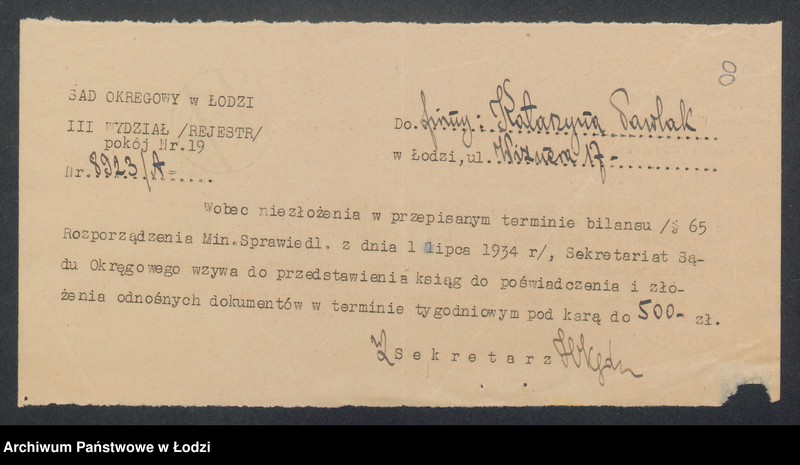 SĄD OKRĘGOWY w ŁODZI
III WYDZIAŁ /REJESTR/
pokój Nr.19
Nr. 8923/A
Do. firmy: Katarzyna Pawlak
w Łodzi, ul. 17-
Wobec niezłożenia w przepisanym terminie bilansu /§ 65
Rozporządzenia Min.Sprawiedl. z dnia 1 lipca 1934 r/, Sekretariat Są-
du Okręgowego wzywa do przedstawienia ksiąg do poświadczenia i zło-
żenia odnośnych dokumentów w terminie tygodniowym pod karą do 500- zł.
Sekretarz
00
Archiwum Państwowe w Łodzi